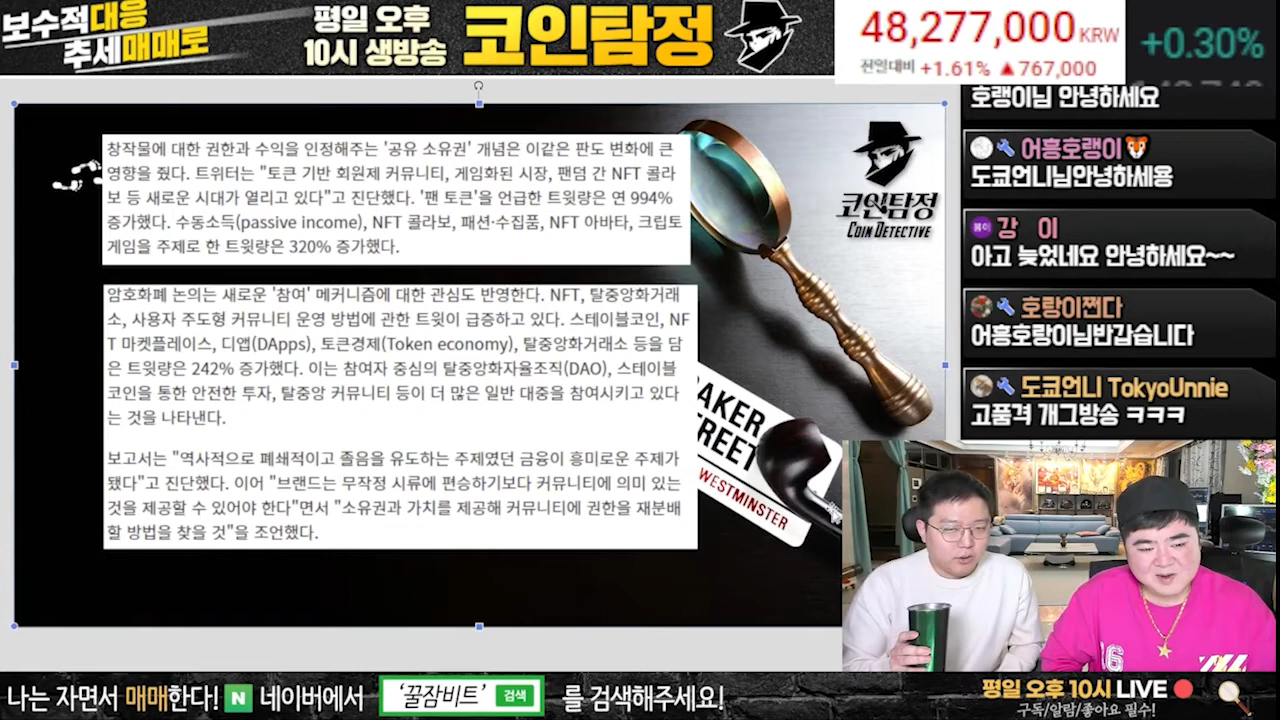 보수적대응
추세매매로
평일 오후
10시 생방송
코인탐정
48,277,000 KRW
전일대비 +1.61% ▲767,000
+0.30%
호랭이님 안녕하세요
어흥호랭이🐯
도쿄언니님안녕하세용
강 이
아고 늦었네요 안녕하세요~~
호랑이쩐다
어흥호랑이님반갑습니다
도쿄언니 TokyoUnnie
고품격 개그방송 ㅋㅋㅋ
창작물에 대한 권한과 수익을 인정해주는 '공유 소유권' 개념은 이같은 판도 변화에 큰
영향을 줬다. 트위터는 "토큰 기반 회원제 커뮤니티, 게임화된 시장, 팬덤 간 NFT 콜라
보 등 새로운 시대가 열리고 있다"고 진단했다. '팬 토큰'을 언급한 트윗량은 연 994%
증가했다. 수동소득(passive income), NFT 콜라보, 패션·수집품, NFT 아바타, 크립토
게임을 주제로 한 트윗량은 320% 증가했다.
암호화폐 논의는 새로운 '참여' 메커니즘에 대한 관심도 반영한다. NFT, 탈중앙화거래
소, 사용자 주도형 커뮤니티 운영 방법에 관한 트윗이 급증하고 있다. 스테이블코인, NF
T 마켓플레이스, 디앱(DApps), 토큰경제(Token economy), 탈중앙화거래소 등을 담
은 트윗량은 242% 증가했다. 이는 참여자 중심의 탈중앙화자율조직(DAO), 스테이블
코인을 통한 안전한 투자, 탈중앙 커뮤니티 등이 더 많은 일반 대중을 참여시키고 있다
는 것을 나타낸다.
보고서는 "역사적으로 폐쇄적이고 졸음을 유도하는 주제였던 금융이 흥미로운 주제가
됐다"고 진단했다. 이어 "브랜드는 무작정 시류에 편승하기보다 커뮤니티에 의미 있는
것을 제공할 수 있어야 한다"면서 "소유권과 가치를 제공해 커뮤니티에 권한을 재분배
할 방법을 찾을 것"을 조언했다.
코인탐정
COIN DETECTIVE
AKER
REET
WESTMINSTER
나는 자면서 매매한다! N 네이버에서 '꿀잠비트' 검색 를 검색해주세요!
평일 오후 10시 LIVE
구독/알람/좋아요 필수!